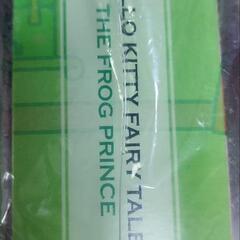 LLO KITTY FAIRY TALE
THE FROG PRINCE